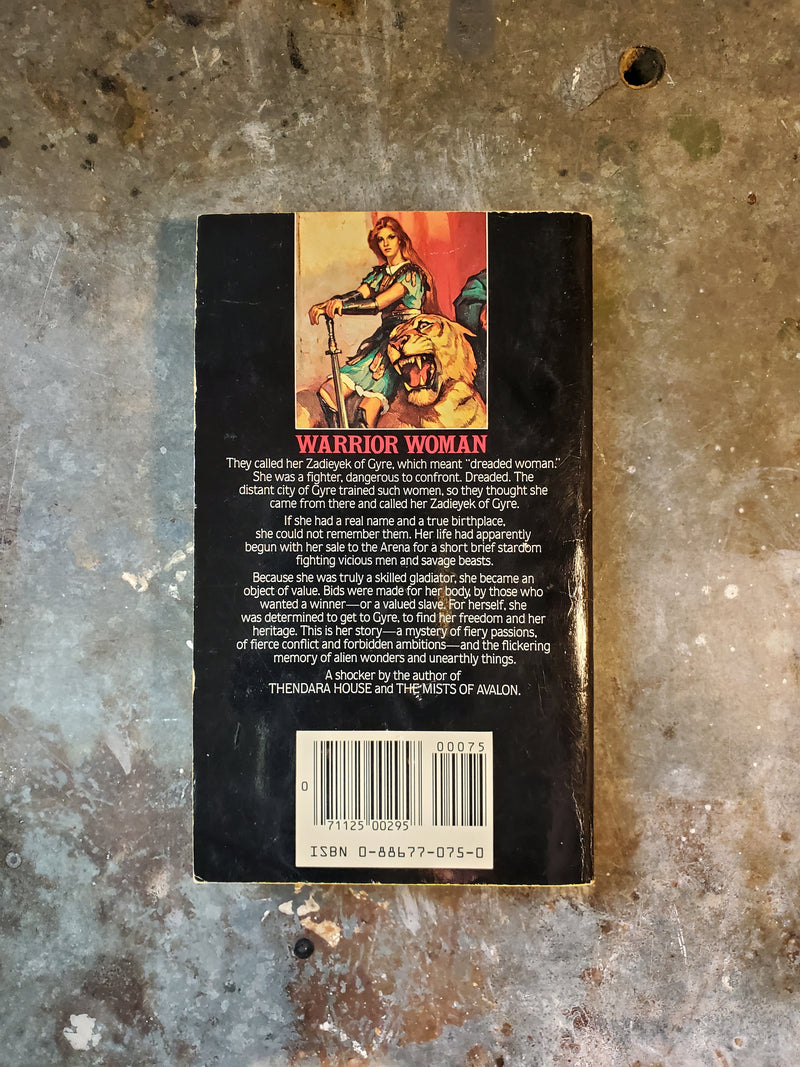 WARRIOR WOMAN
They called her Zadieyek of Gyre, which meant “dreaded woman.”
She was a fighter, dangerous to confront. Dreaded. The
distant city of Gyre trained such women, so they thought she
came from there and called her Zadieyek of Gyre.
If she had a real name and a true birthplace,
she could not remember them. Her life had apparently
begun with her sale to the Arena for a short brief stardom
fighting vicious men and savage beasts.
Because she was truly a skilled gladiator, she became an
object of value. Bids were made for her body, by those who
wanted a winner—or a valued slave. For herself, she
was determined to get to Gyre, to find her freedom and her
heritage. This is her story—a mystery of fiery passions,
of fierce conflict and forbidden ambitions—and the flickering
memory of alien wonders and unearthly things.
A shocker by the author of
THENDARA HOUSE and THE MISTS OF AVALON.
00075
0
71125 00295
ISBN 0-88677-075-0